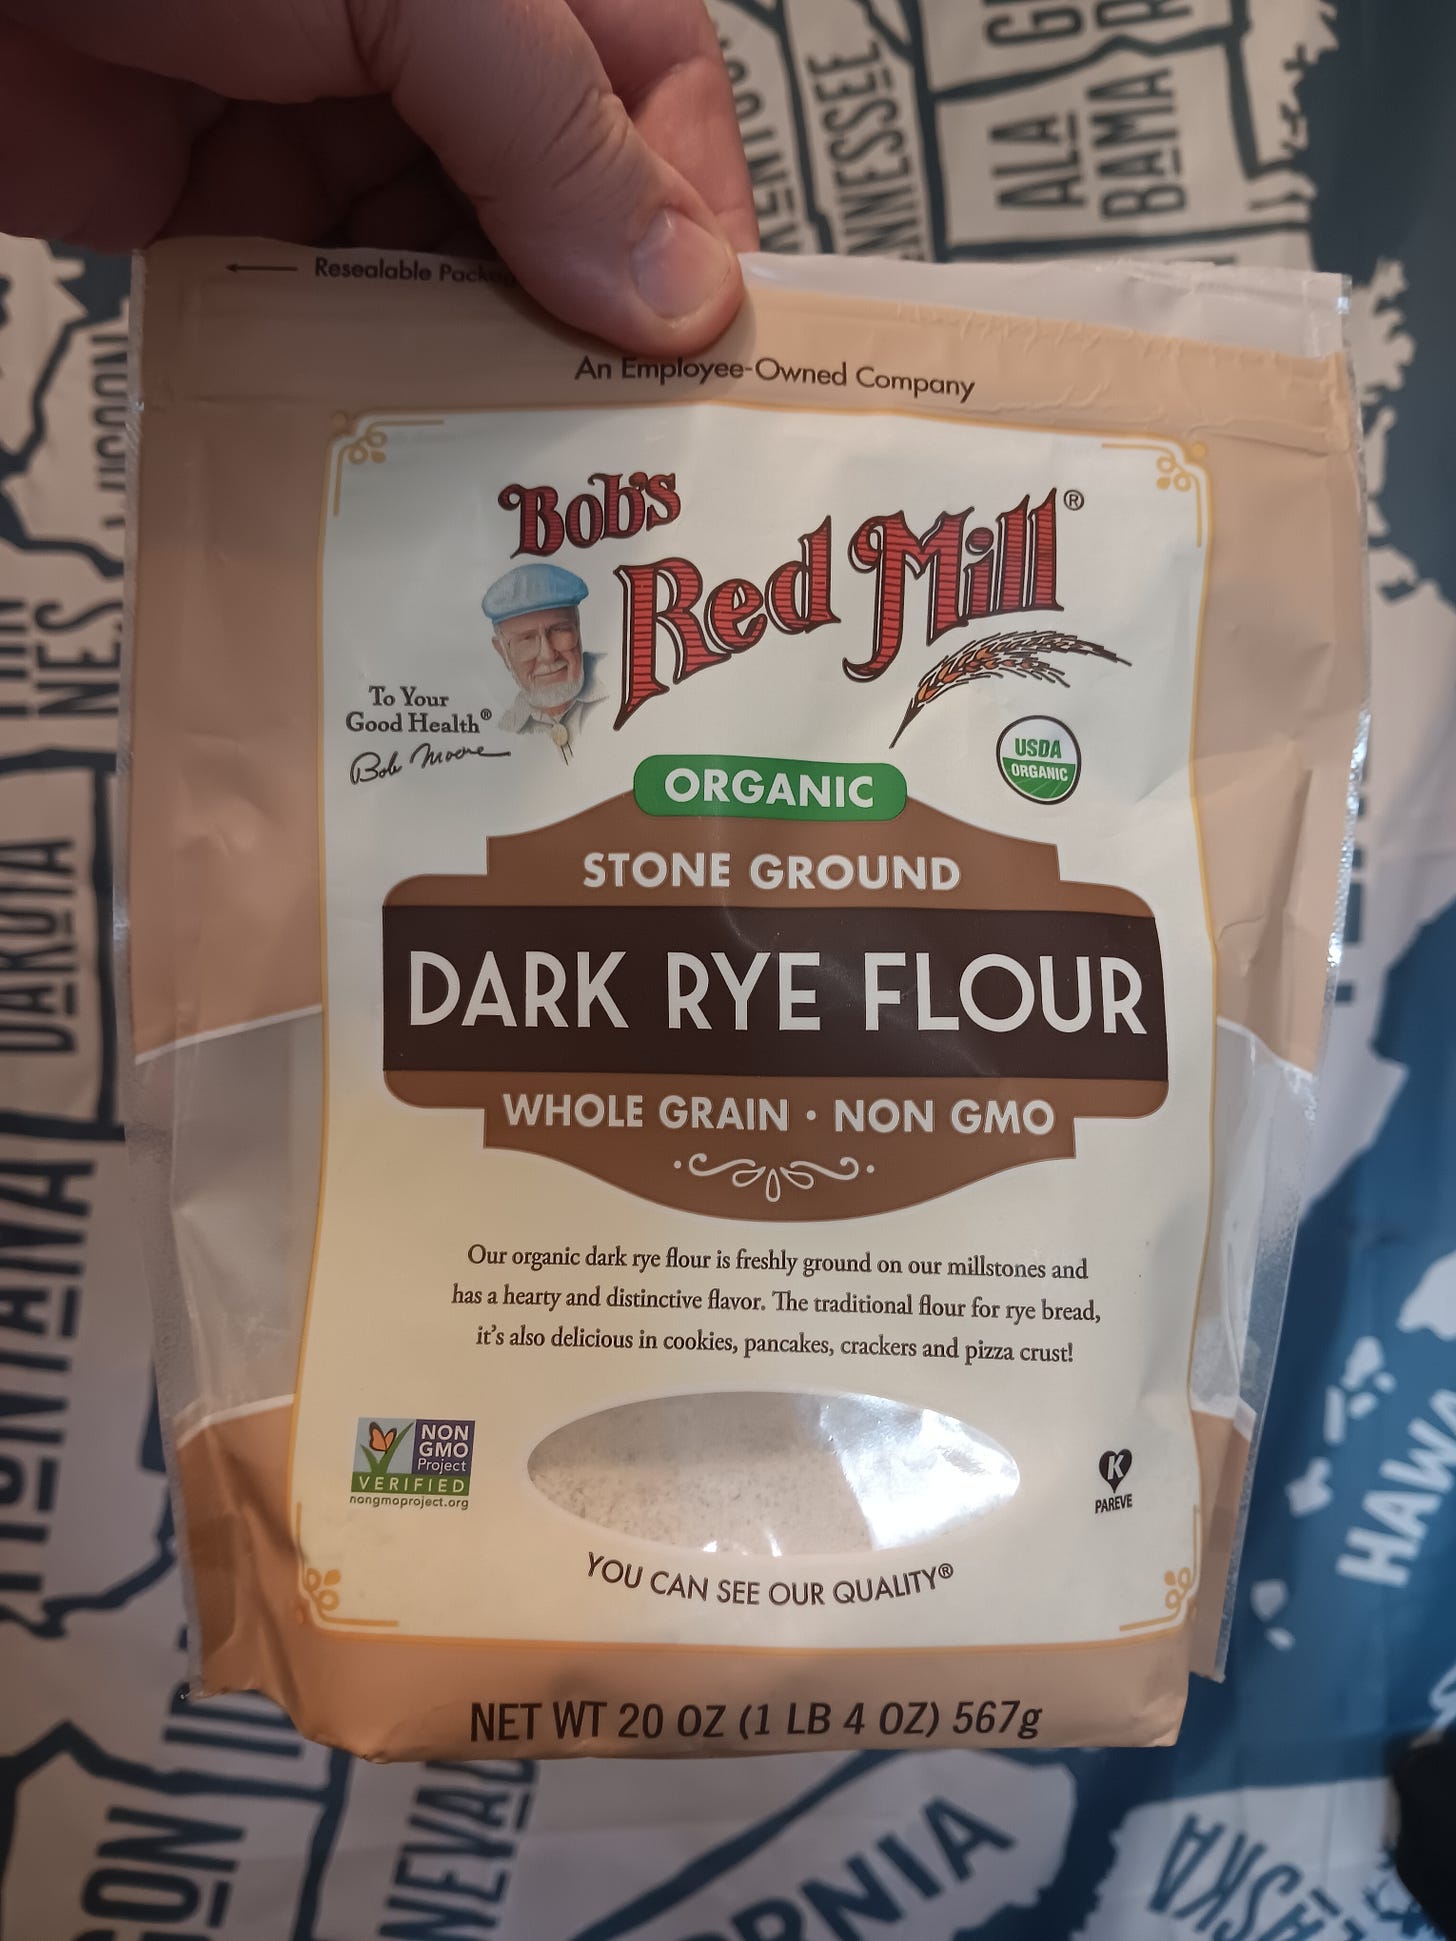 TENNESSEE
ALA
BAMA
Resealable
An Employee-Owned Company
Bob's
Red Mill®
To Your
Good Health®
Bob Moore
USDA
ORGANIC
ORGANIC
STONE GROUND
DARK RYE FLOUR
WHOLE GRAIN • NON GMO
Our organic dark rye flour is freshly ground on our millstones and
has a hearty and distinctive flavor. The traditional flour for rye bread,
it's also delicious in cookies, pancakes, crackers and pizza crust!
NON
GMO
Project
VERIFIED
nongmoproject.org
K
PAREVE
YOU CAN SEE OUR QUALITY®
NET WT 20 OZ (1 LB 4 OZ) 567g
DAKOTA